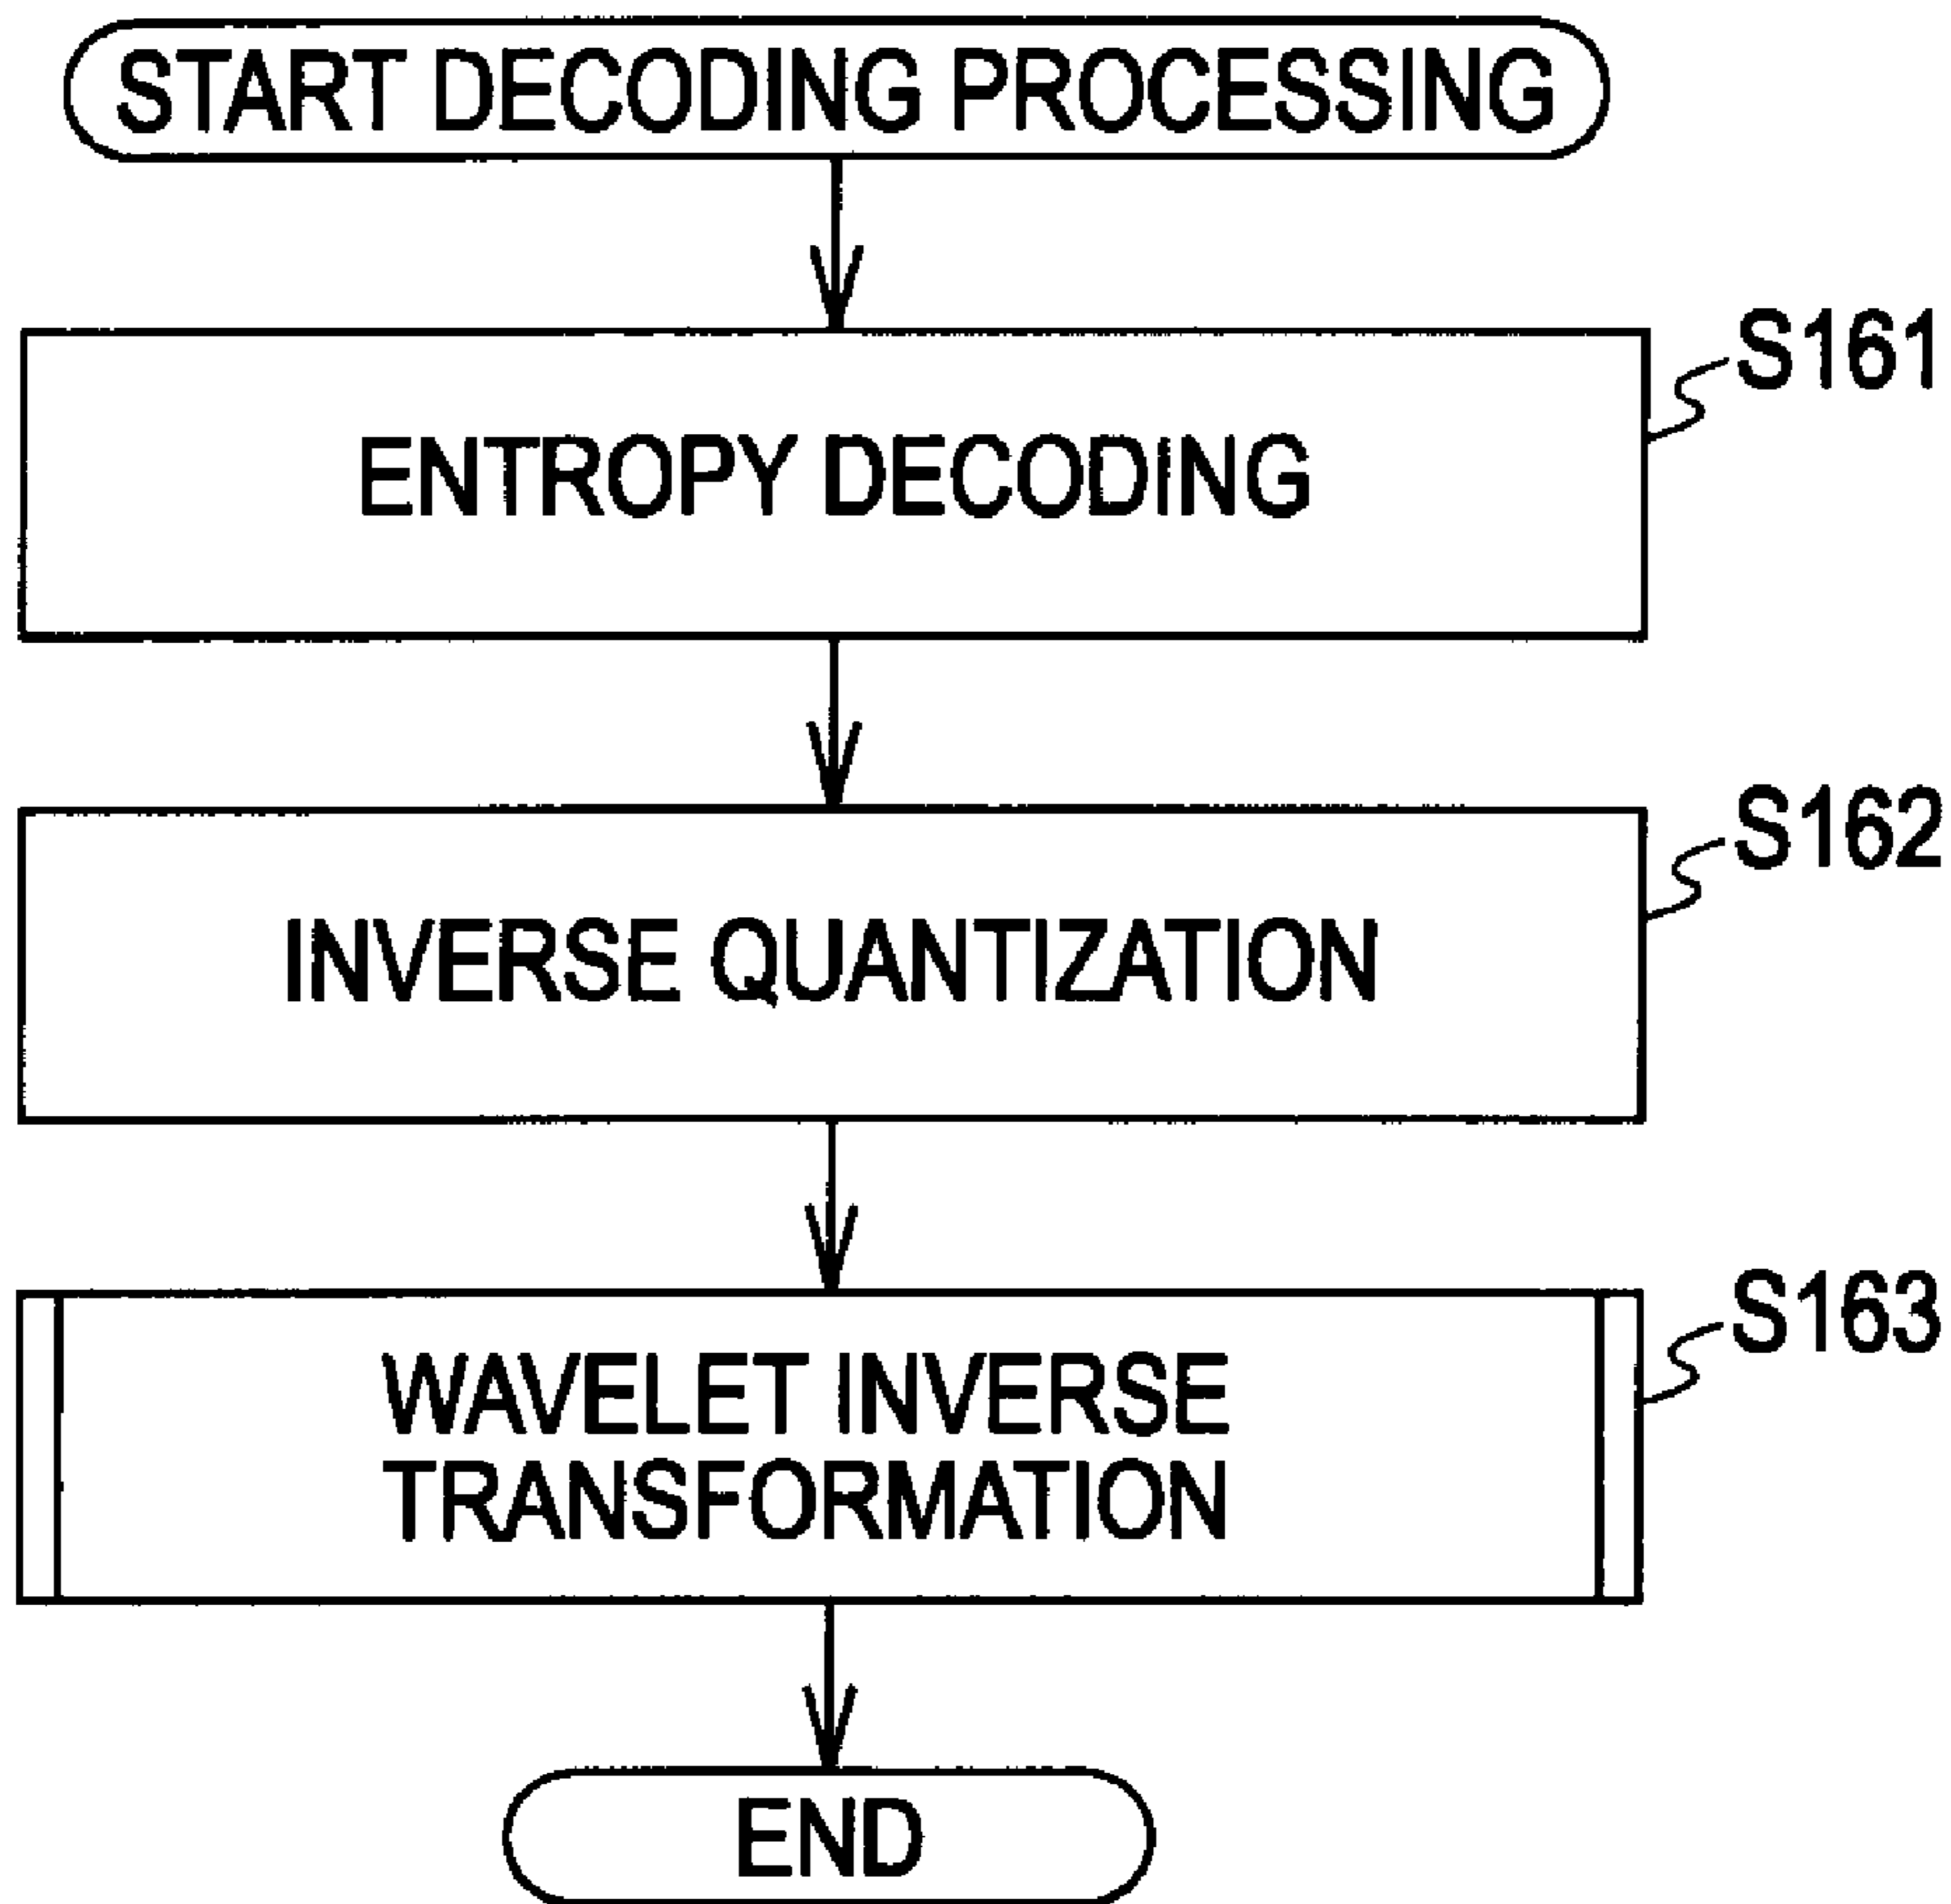 START DECODING PROCESSING
S161
ENTROPY DECODING
S162
INVERSE QUANTIZATION
S163
WAVELET INVERSE
TRANSFORMATION
END